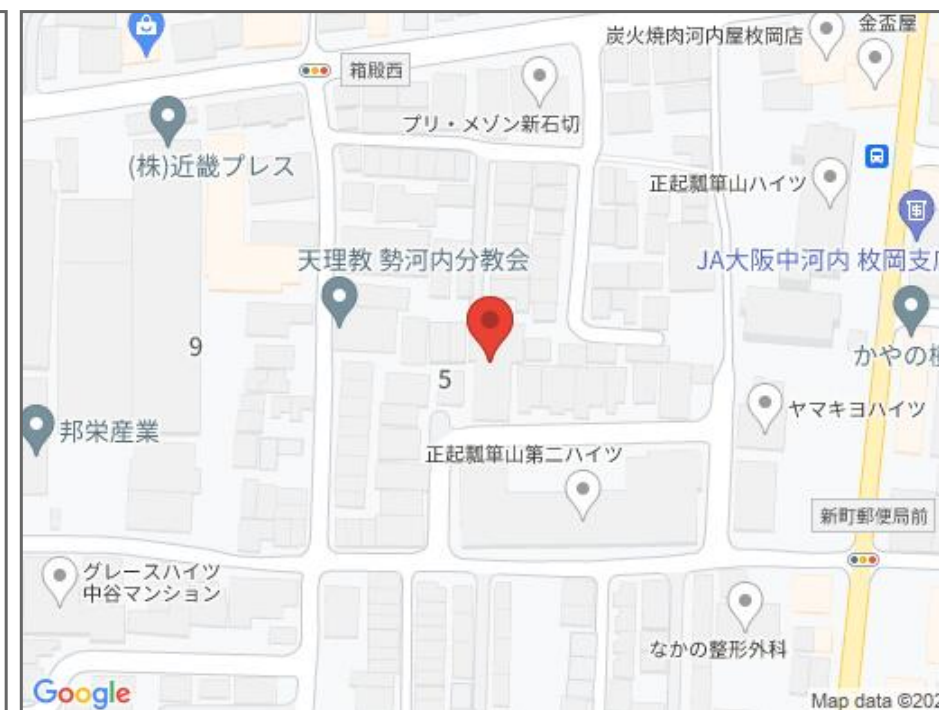 炭火焼肉河内屋枚岡店
金盃屋
箱殿西
プリ・メゾン新石切
(株)近畿プレス
正起瓢箪山ハイツ
天理教 勢河内分教会
JA大阪中河内 枚岡支店
9
かやの
5
ヤマキヨハイツ
邦栄産業
正起瓢箪山第二ハイツ
新町郵便局前
グレースハイツ
中谷マンション
なかの整形外科
Google
Map data ©202